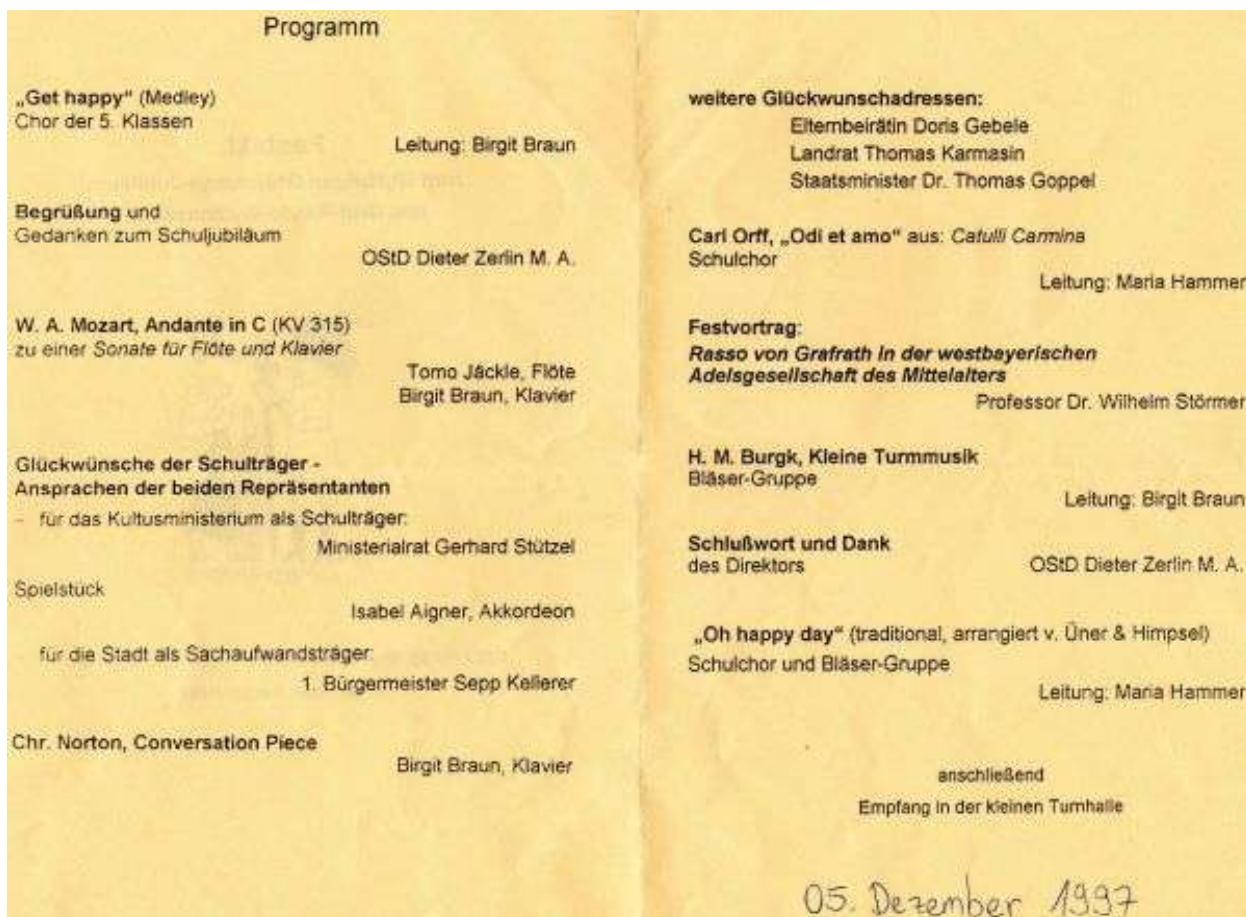 Programm
„Get happy“ (Medley)
Chor der 5. Klassen
Leitung: Birgit Braun
Begrüßung und
Gedanken zum Schuljubiläum
OStD Dieter Zerlin M. A.
W. A. Mozart, Andante in C (KV 315)
zu einer Sonate für Flöte und Klavier
Tomo Jäckle, Flöte
Birgit Braun, Klavier
Glückwünsche der Schulträger -
Ansprachen der beiden Repräsentanten
- für das Kultusministerium als Schulträger:
Ministerialrat Gerhard Stützel
Spielstück
Isabel Aigner, Akkordeon
- für die Stadt als Sachaufwandsträger:
1. Bürgermeister Sepp Kellerer
Chr. Norton, Conversation Piece
Birgit Braun, Klavier
weitere Glückwunschadressen:
Elternbeirätin Doris Gebele
Landrat Thomas Karmasin
Staatsminister Dr. Thomas Goppel
Carl Orff, „Odi et amo“ aus: Catulli Carmina
Schulchor
Leitung: Maria Hammer
Festvortrag:
Rasso von Grafrath in der westbayerischen
Adelsgesellschaft des Mittelalters
Professor Dr. Wilhelm Störmer
H. M. Burgk, Kleine Turmmusik
Bläser-Gruppe
Leitung: Birgit Braun
Schlußwort und Dank
des Direktors OStD Dieter Zerlin M. A.
„Oh happy day“ (traditional, arrangiert v. Üner & Himpsel)
Schulchor und Bläser-Gruppe
Leitung: Maria Hammer
anschließend
Empfang in der kleinen Turnhalle
05. Dezember 1997